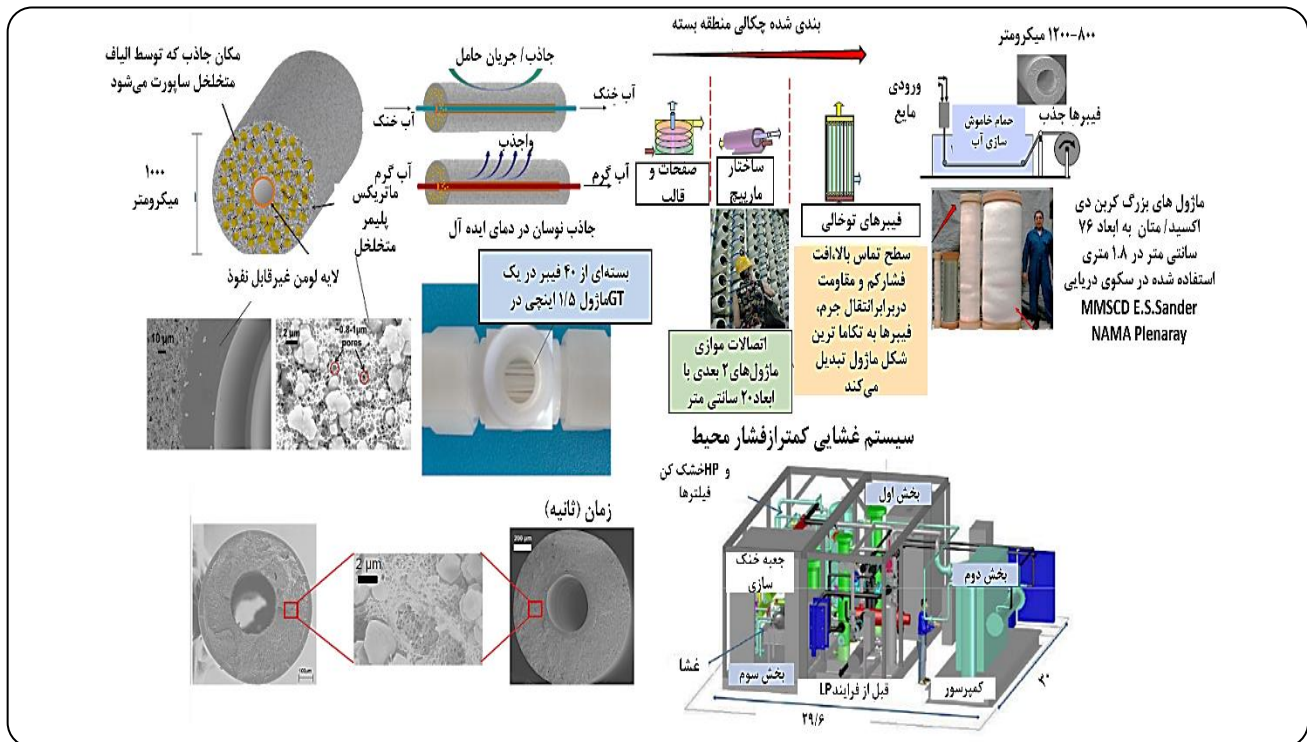 مکان جاذب که توسط الیاف
متخلخل ساپورت می‌شود
۱۰۰۰
میکرومتر
ماتریکس
پلیمر
متخلخل
لایه لومن غیرقابل نفوذ
10 µm
2 µm
~0.8-1µm
pores
جاذب/ جریان حامل
آب خنک
آب خنک
واجذب
آب گرم
آب گرم
جاذب نوسان در دمای ایده آل
بسته‌ای از ۴۰ فیبر در یک
GTماژول ۱/۵ اینچی در
بندی شده چکالی منطقه بسته
صفحات و
قالب
ساختار
مارپیچ
فیبرهای توخالی
اتصالات موازی
ماژول‌های۲ بعدی با
ابعاد۲۰ سانتی متر
سطح تماس بالا،افت
فشارکم و مقاومت
دربرابرانتقال جرم،
فیبرها به تکاما ترین
شکل ماژول تبدیل
می‌کند
۱۲۰۰-۸۰۰ میکرومتر
ورودی
مایع
حمام خاموش
سازی آب
فیبرها جذب
ماژول های بزرگ کربن دی
اکسید/ متان به ابعاد ۷۶
سانتی متر در ۱.۸ متری
استفاده شده در سکوی دریایی
MMSCD E.S.Sander
NAMA Plenaray
سیستم غشایی کمترازفشار محیط
و HPخشک کن
فیلترها
بخش اول
جعبه خنک
سازی
بخش دوم
غشا
بخش سوم
قبل از فرایندLP
کمپرسور
۳۰
۲۹/۶
زمان (ثانیه)
100µm
2 µm
200 µm